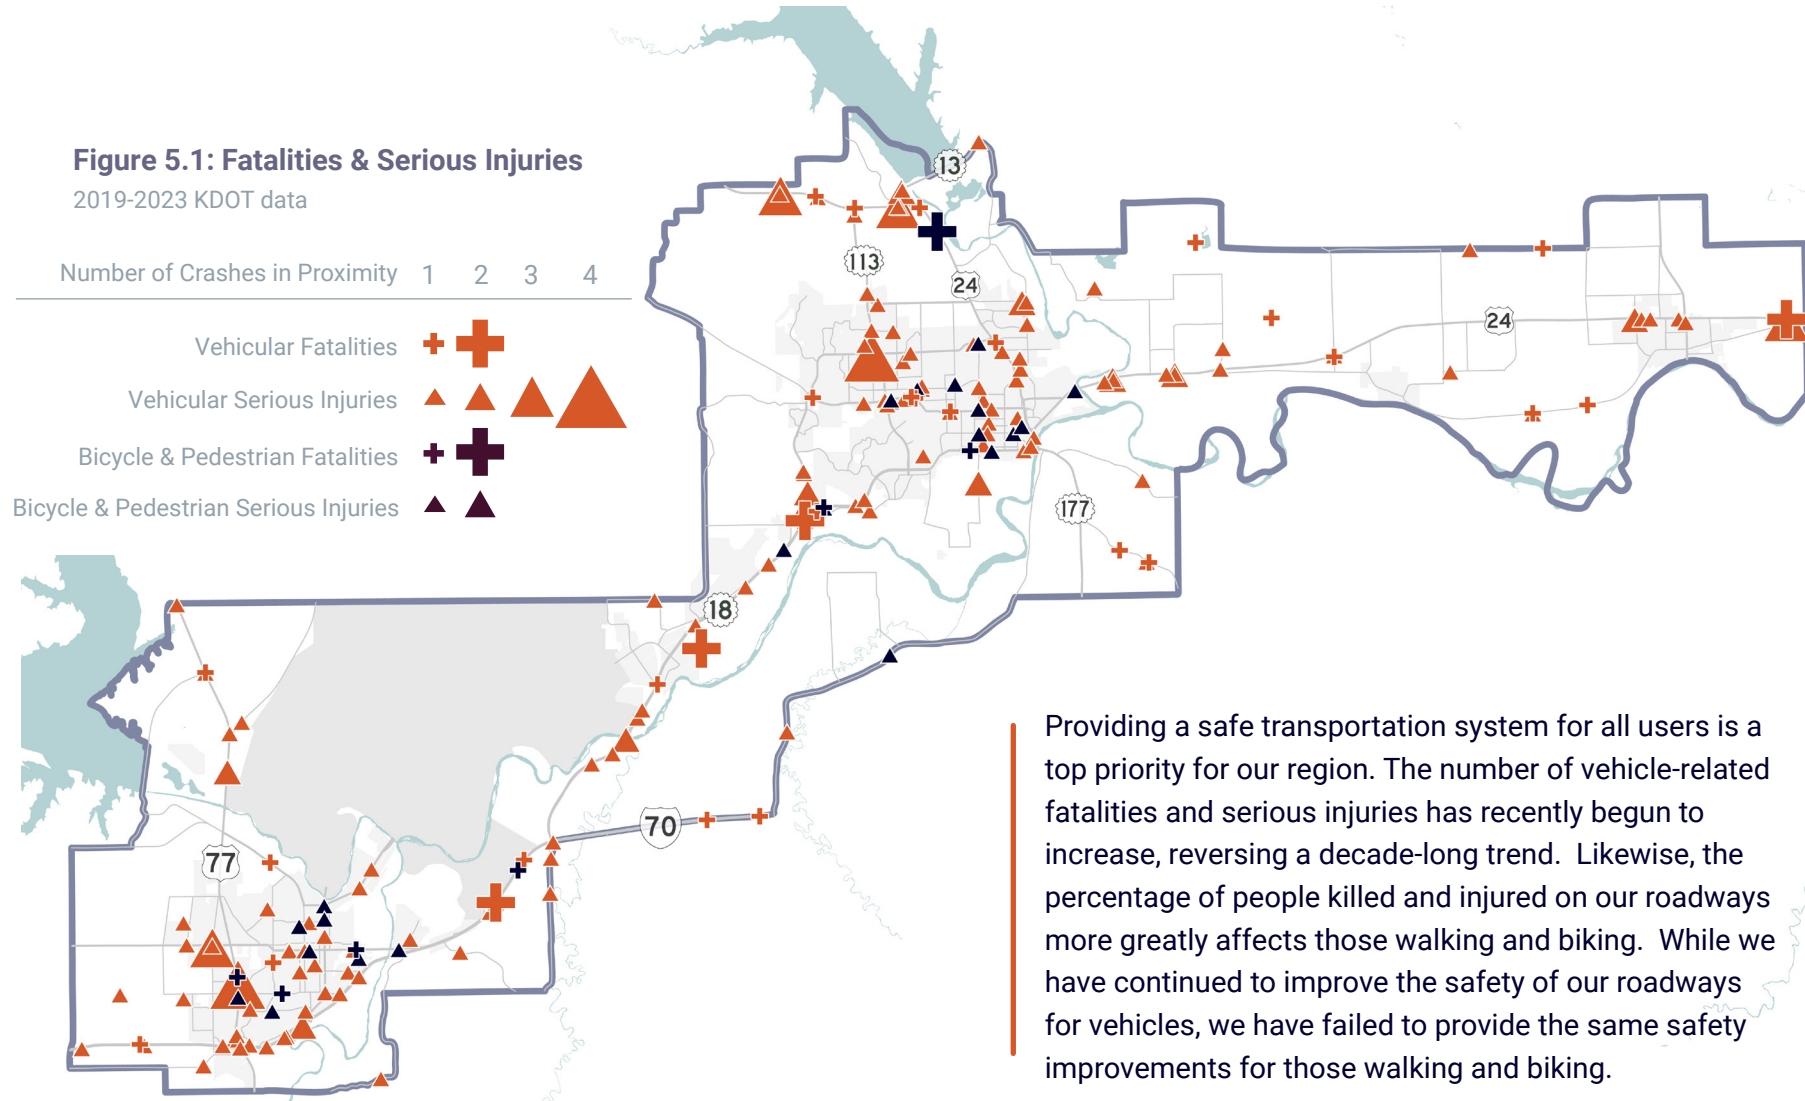 Figure 5.1: Fatalities & Serious Injuries
2019-2023 KDOT data
Number of Crashes in Proximity 1 2 3 4
Vehicular Fatalities
Vehicular Serious Injuries
Bicycle & Pedestrian Fatalities
Bicycle & Pedestrian Serious Injuries
13
113
24
24
177
18
70
77
Providing a safe transportation system for all users is a
top priority for our region. The number of vehicle-related
fatalities and serious injuries has recently begun to
increase, reversing a decade-long trend. Likewise, the
percentage of people killed and injured on our roadways
more greatly affects those walking and biking. While we
have continued to improve the safety of our roadways
for vehicles, we have failed to provide the same safety
improvements for those walking and biking.